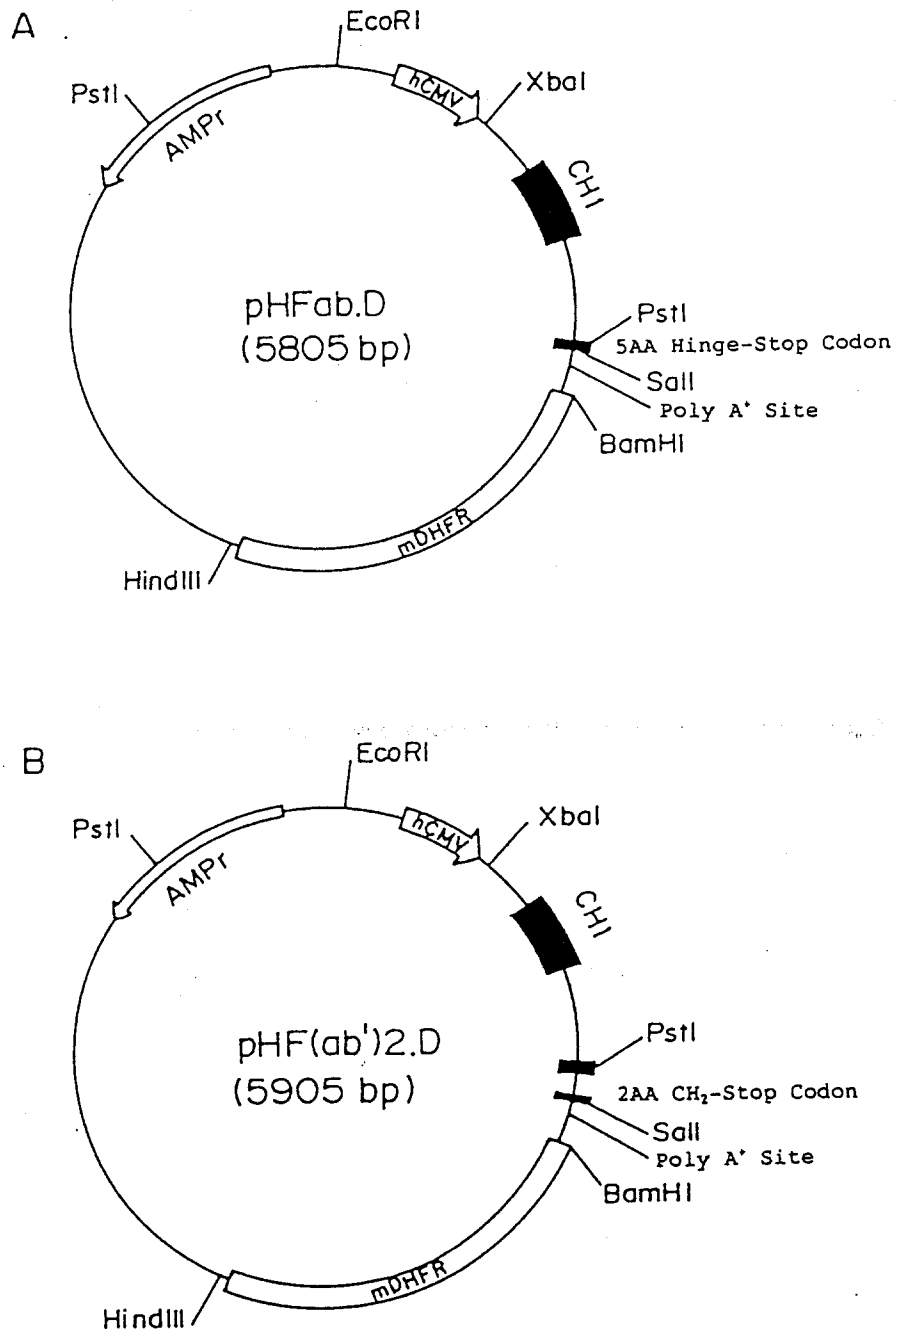 A
EcoRI
hCMV
XbaI
PstI
AMPr
CH1
pHFab.D
(5805 bp)
PstI
5AA Hinge-Stop Codon
SalI
Poly A+ Site
BamHI
mDHFR
HindIII
B
EcoRI
hCMV
XbaI
PstI
AMPr
CH1
pHF(ab')2.D
(5905 bp)
PstI
2AA CH₂-Stop Codon
SalI
Poly A+ Site
BamHI
mDHFR
HindIII